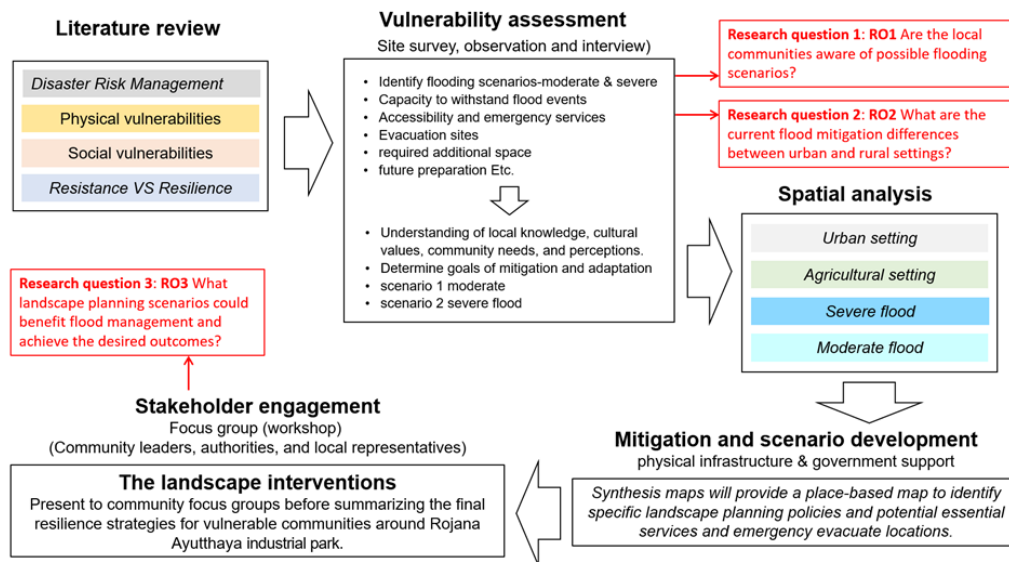 Literature review
Disaster Risk Management
Physical vulnerabilities
Social vulnerabilities
Resistance VS Resilience
Vulnerability assessment
Site survey, observation and interview)
• Identify flooding scenarios-moderate & severe
• Capacity to withstand flood events
• Accessibility and emergency services
• Evacuation sites
• required additional space
• future preparation Etc.
• Understanding of local knowledge, cultural
values, community needs, and perceptions.
• Determine goals of mitigation and adaptation
• scenario 1 moderate
• scenario 2 severe flood
Research question 1: RO1 Are the local
communities aware of possible flooding
scenarios?
Research question 2: RO2 What are the
current flood mitigation differences
between urban and rural settings?
Spatial analysis
Urban setting
Agricultural setting
Severe flood
Moderate flood
Mitigation and scenario development
physical infrastructure & government support
Synthesis maps will provide a place-based map to identify
specific landscape planning policies and potential essential
services and emergency evacuate locations.
Research question 3: RO3 What
landscape planning scenarios could
benefit flood management and
achieve the desired outcomes?
Stakeholder engagement
Focus group (workshop)
(Community leaders, authorities, and local representatives)
The landscape interventions
Present to community focus groups before summarizing the final
resilience strategies for vulnerable communities around Rojana
Ayutthaya industrial park.